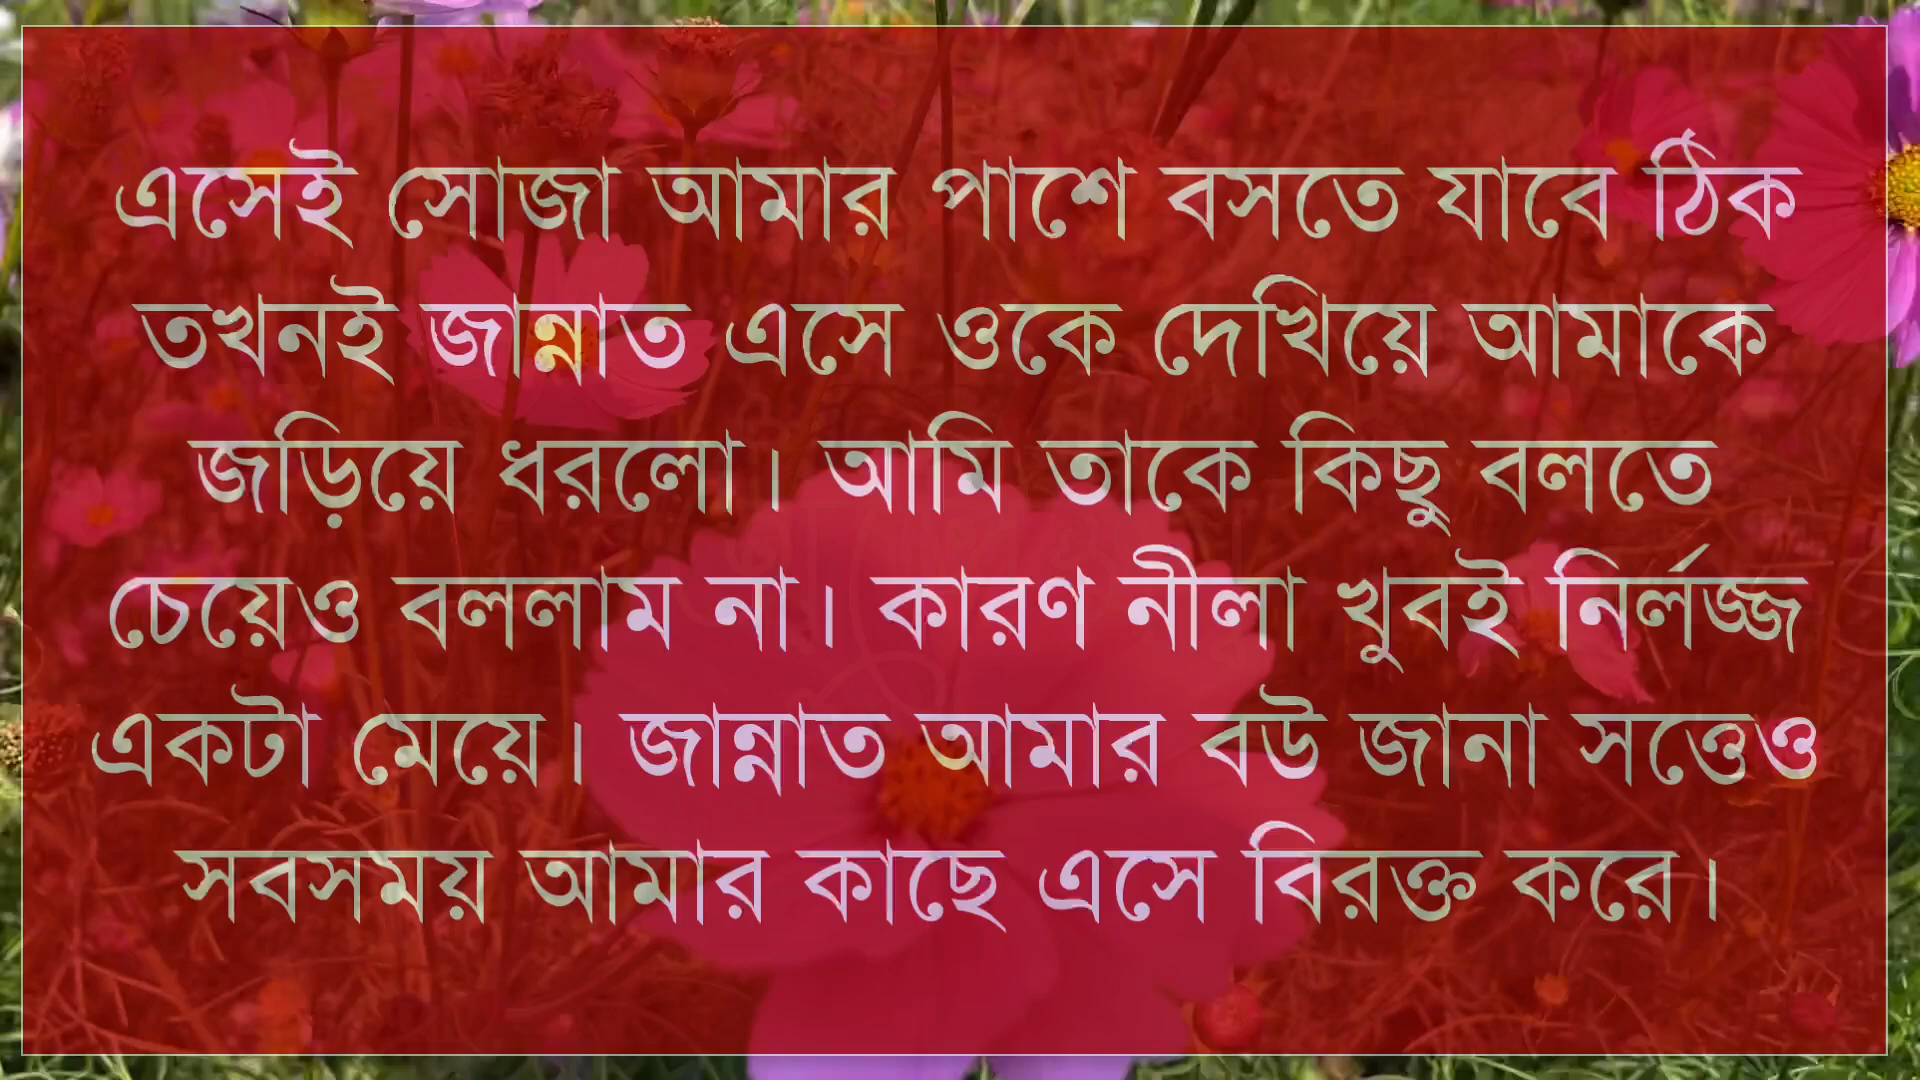 এসেই সোজা আমার পাশে বসতে যাবে ঠিক
তখনই জান্নাত এসে ওকে দেখিয়ে আমাকে
জড়িয়ে ধরলো। আমি তাকে কিছু বলতে
চেয়েও বললাম না। কারণ নীলা খুবই নির্লজ্জ
একটা মেয়ে। জান্নাত আমার বউ জানা সত্তেও
সবসময় আমার কাছে এসে বিরক্ত করে।